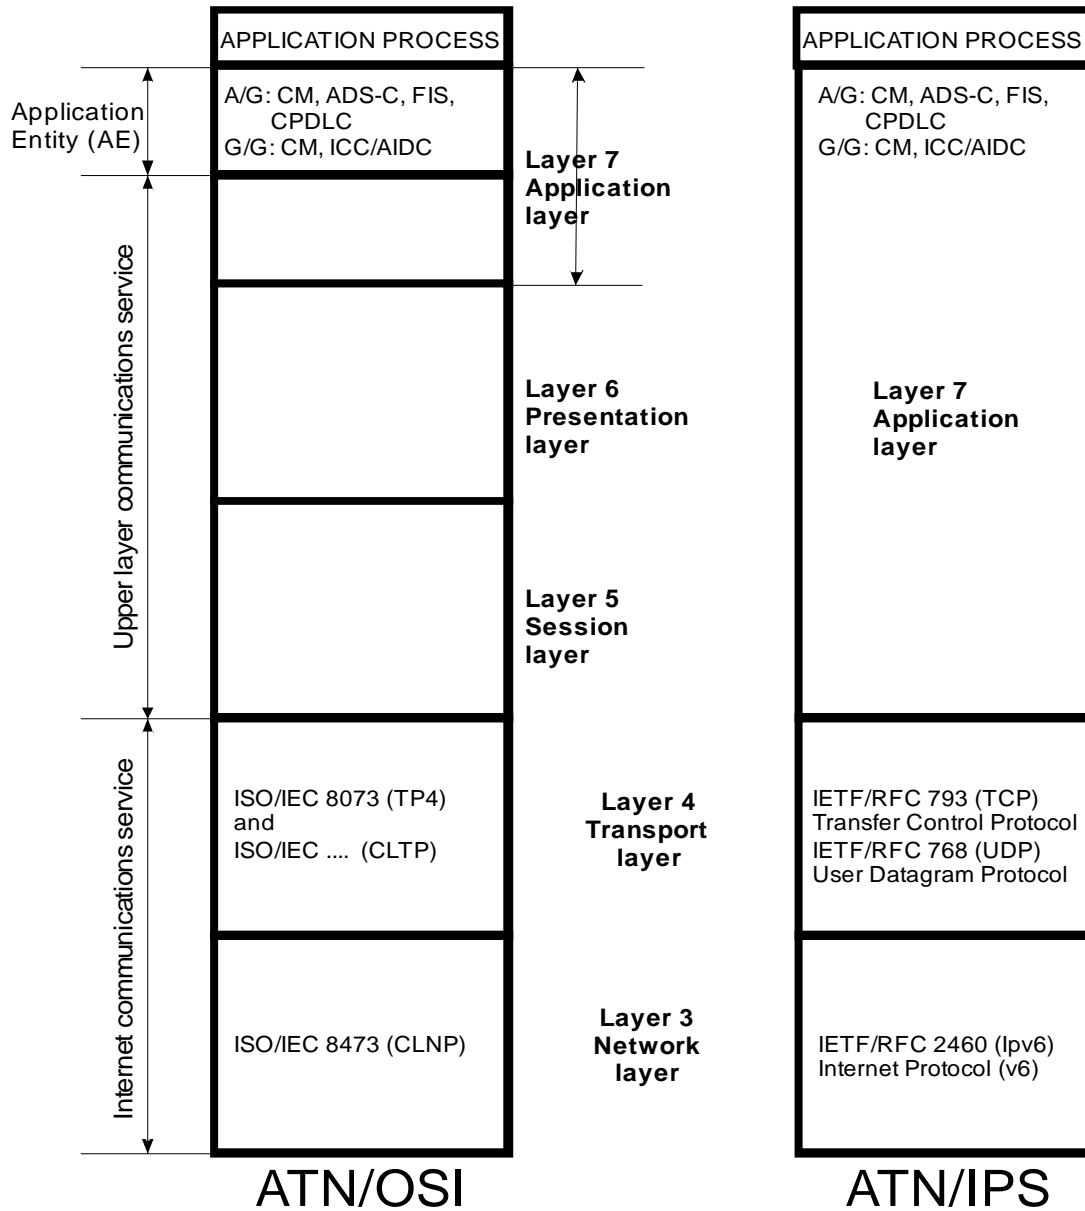 APPLICATION PROCESS
Application
Entity (AE)
A/G: CM, ADS-C, FIS,
CPDLC
G/G: CM, ICC/AIDC
Layer 7
Application
layer
Upper layer communications service
Layer 6
Presentation
layer
Layer 5
Session
layer
Internet communications service
ISO/IEC 8073 (TP4)
and
ISO/IEC .... (CLTP)
Layer 4
Transport
layer
ISO/IEC 8473 (CLNP)
Layer 3
Network
layer
ATN/OSI
APPLICATION PROCESS
A/G: CM, ADS-C, FIS,
CPDLC
G/G: CM, ICC/AIDC
Layer 7
Application
layer
IETF/RFC 793 (TCP)
Transfer Control Protocol
IETF/RFC 768 (UDP)
User Datagram Protocol
IETF/RFC 2460 (Ipv6)
Internet Protocol (v6)
ATN/IPS